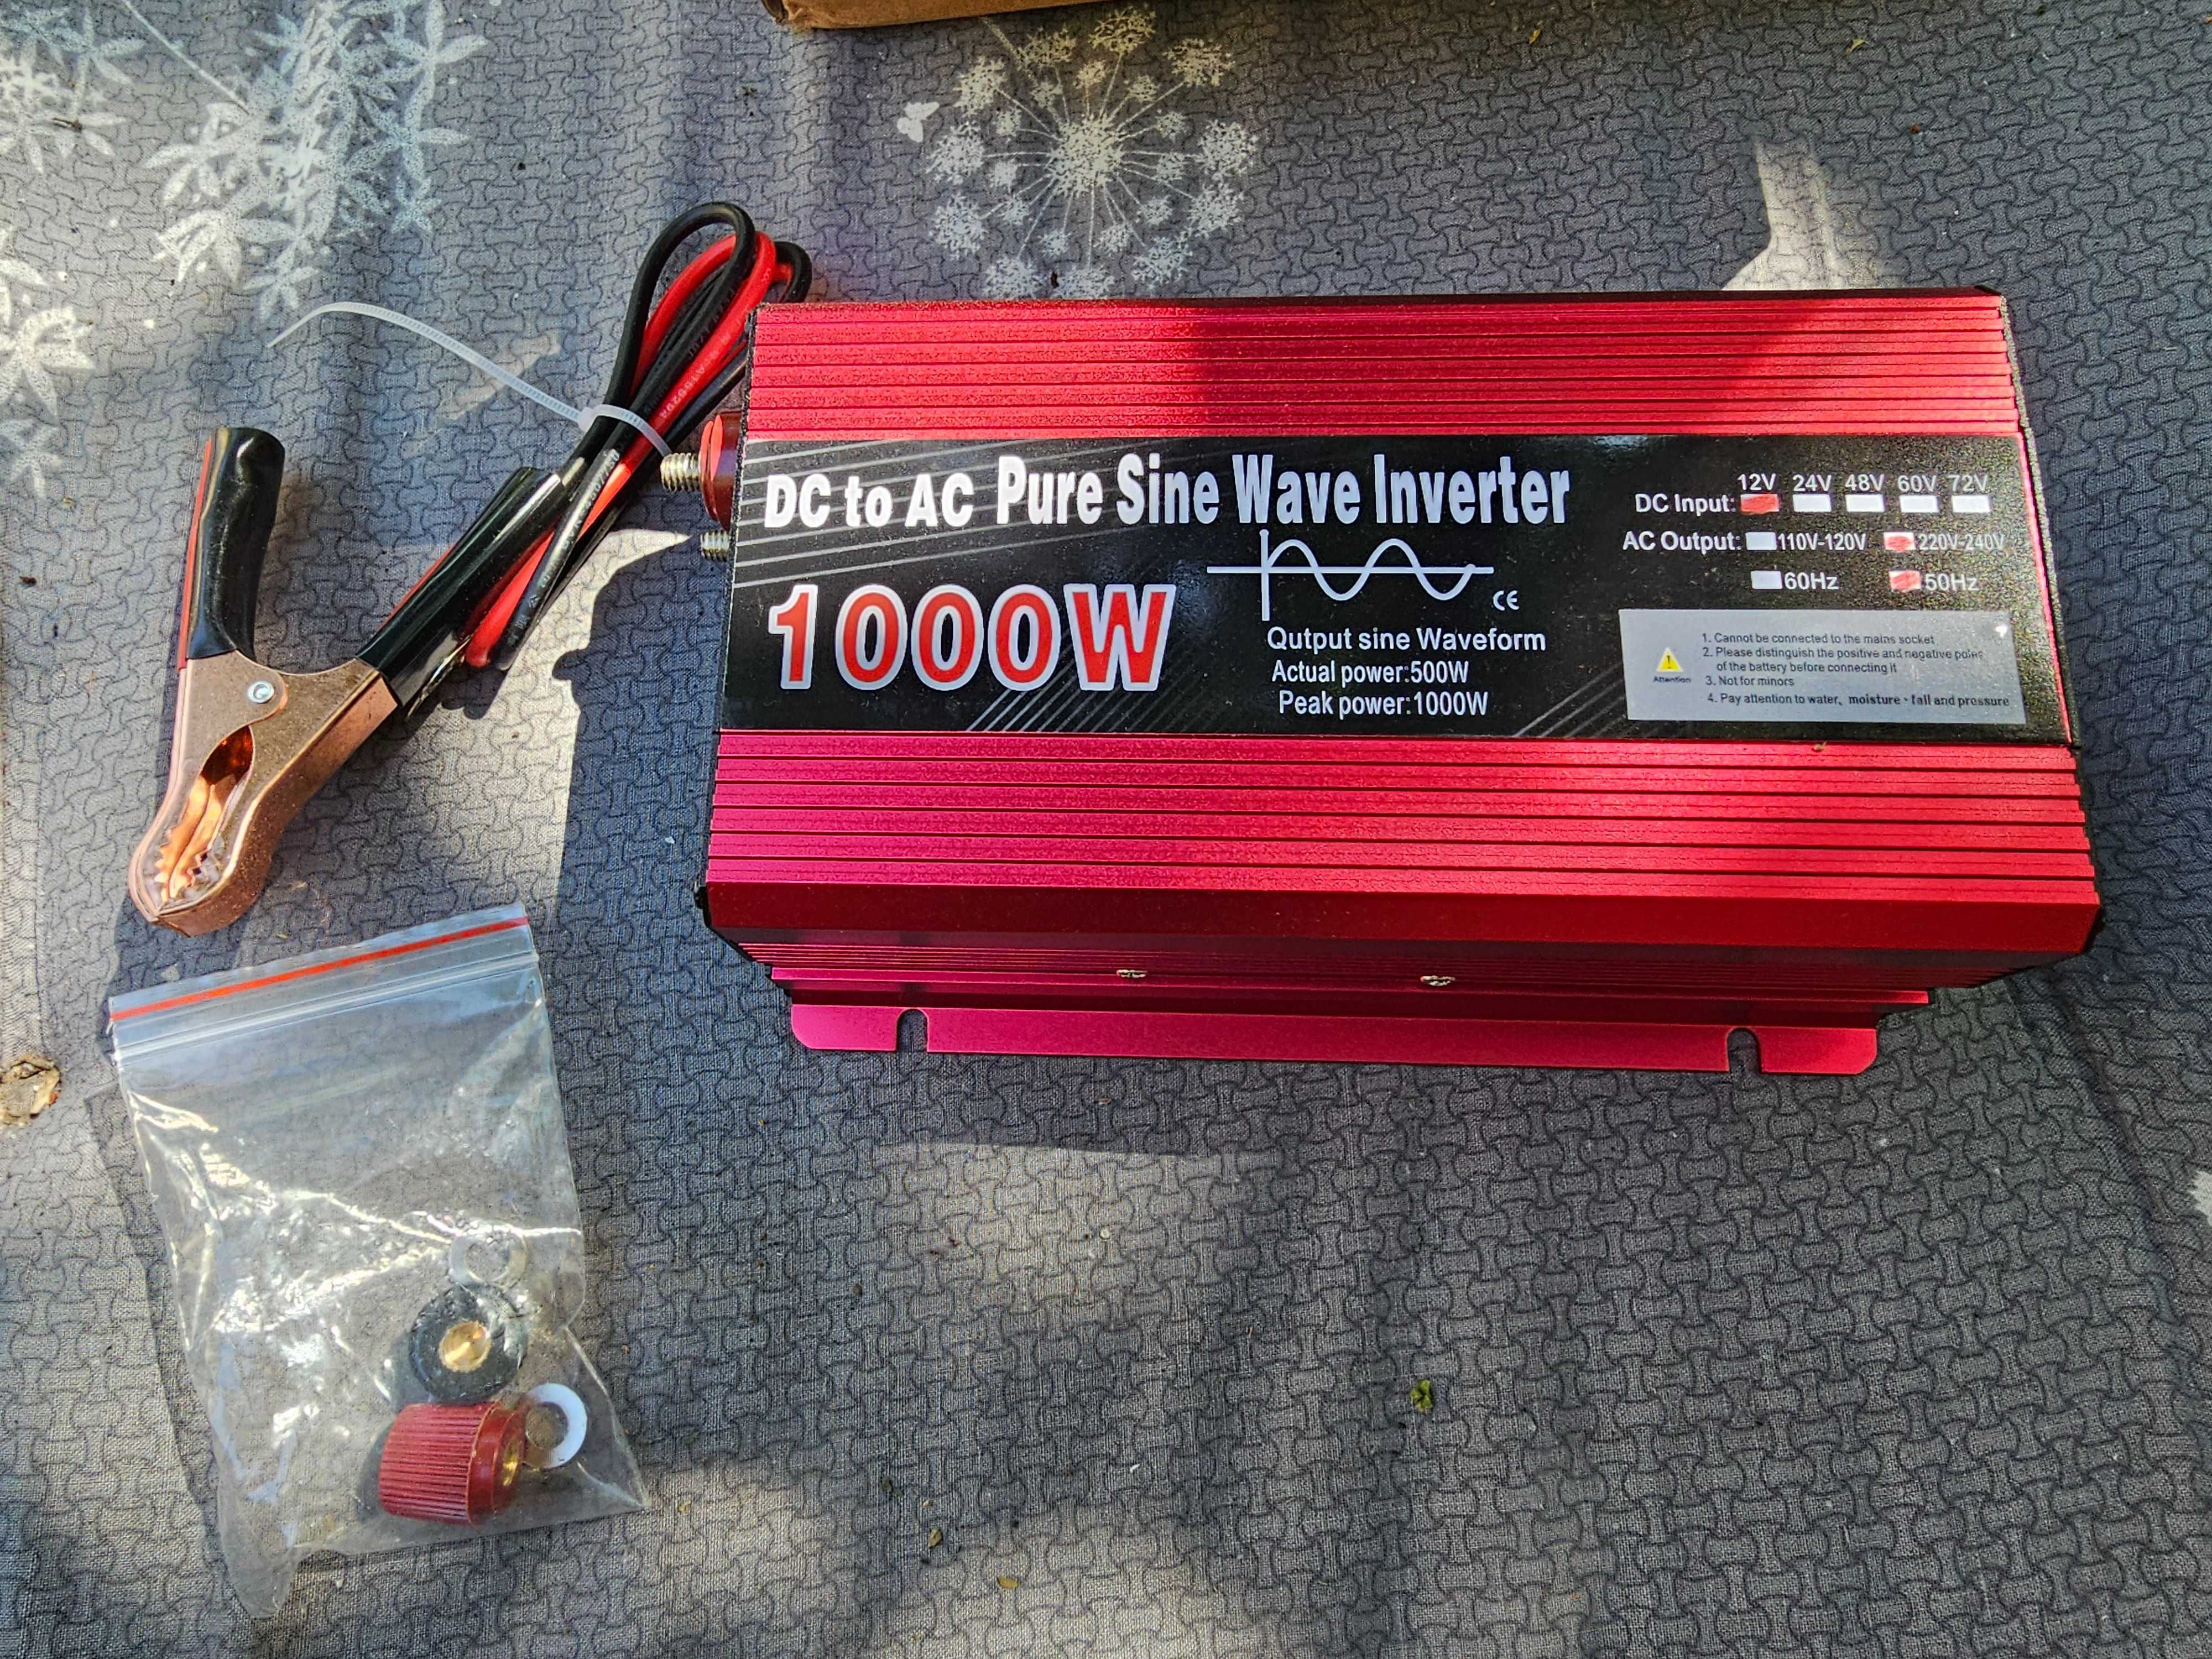 DC to AC Pure Sine Wave Inverter
1000W
CE
Qutput sine Waveform
Actual power:500W
Peak power:1000W
12V 24V 48V 60V 72V
DC Input:
AC Output: 110V-120V 220V-240V
60Hz 50Hz
Attention
1. Cannot be connected to the mains socket
2. Please distinguish the positive and negative poles
of the battery before connecting it
3. Not for minors
4. Pay attention to water、moisture、fall and pressure